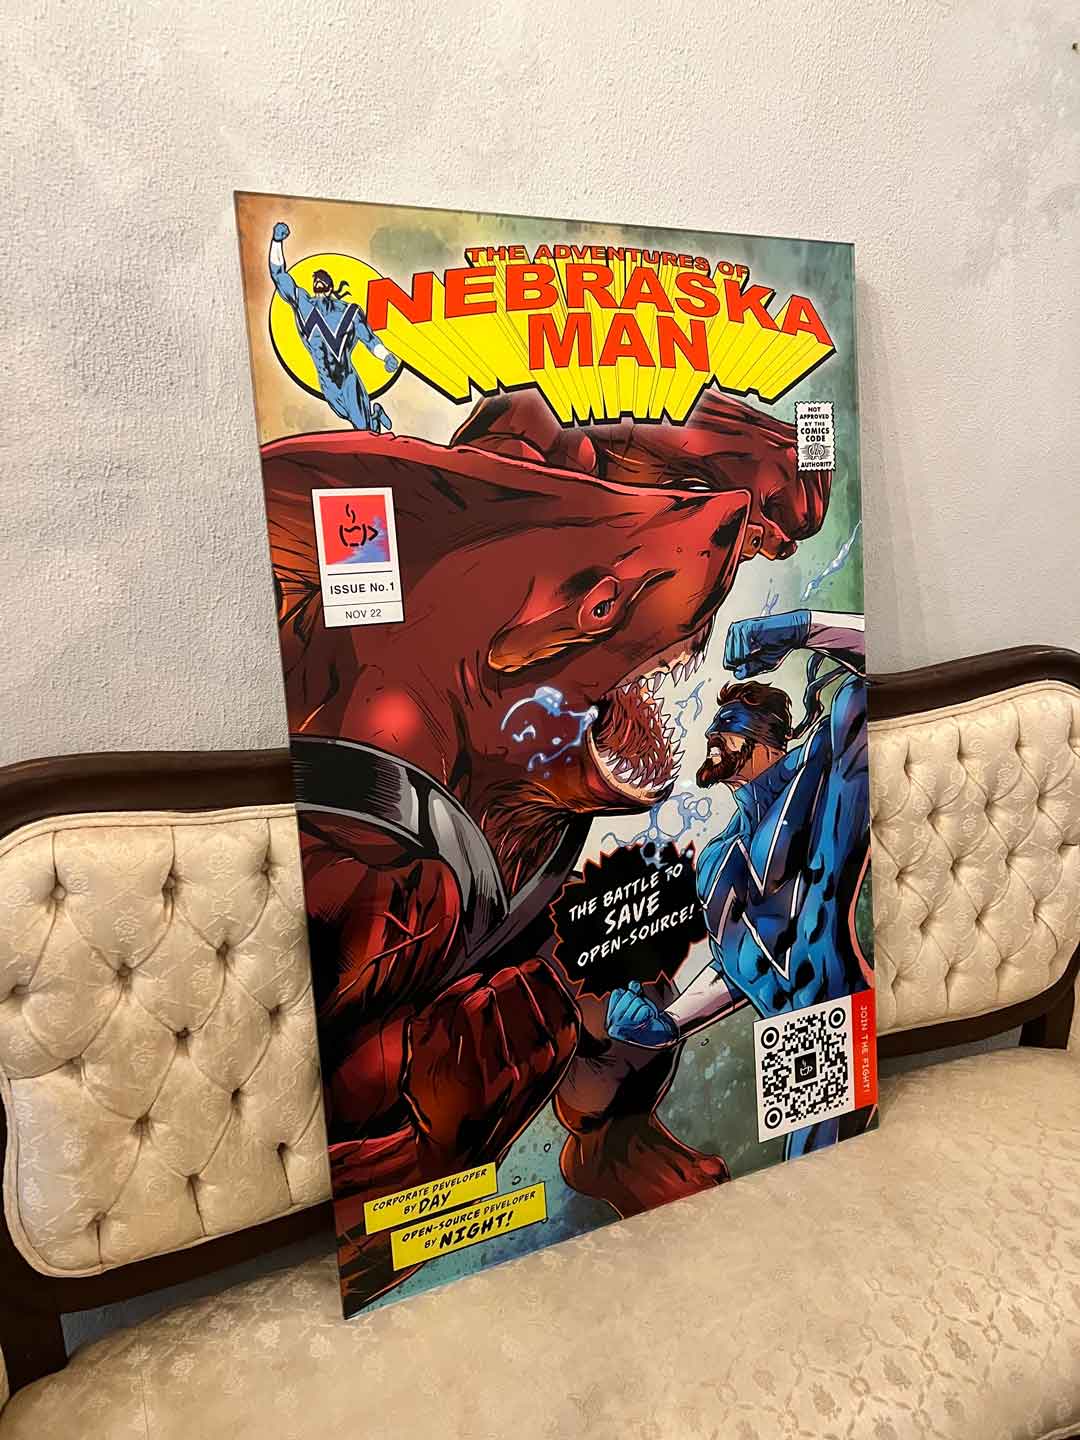 THE ADVENTURES OF
NEBRASKA
MAN
NOT
APPROVED
BY THE
COMICS
CODE
AUTHORITY
ISSUE No.1
NOV 22
THE BATTLE TO
SAVE
OPEN-SOURCE!
JOIN THE FIGHT!
CORPORATE DEVELOPER
BY DAY
OPEN-SOURCE DEVELOPER
BY NIGHT!